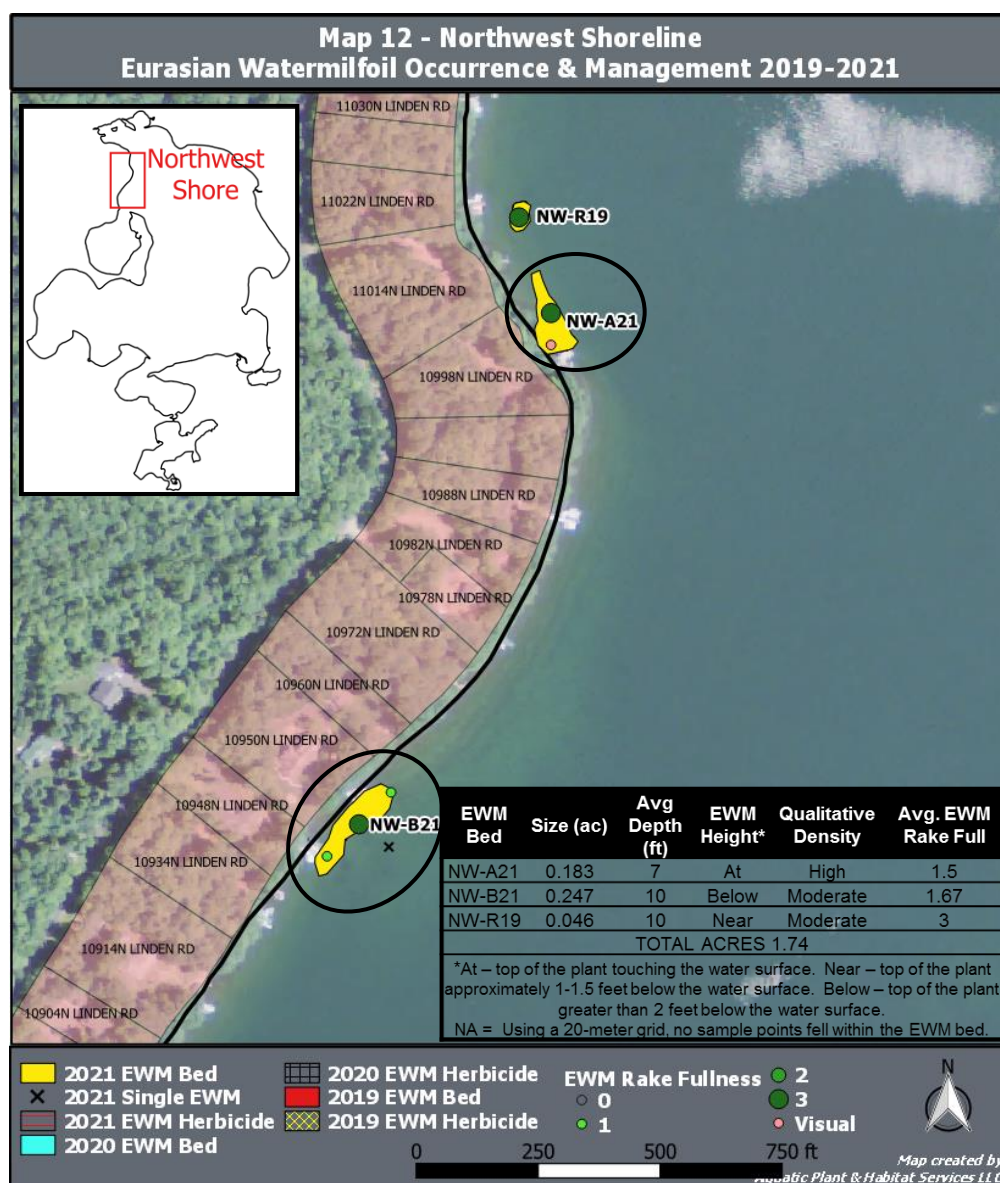 Map 12 - Northwest Shoreline
Eurasian Watermilfoil Occurrence & Management 2019-2021
Northwest
Shore
11030N LINDEN RD
11022N LINDEN RD
NW-R19
11014N LINDEN RD
NW-A21
10998N LINDEN RD
10988N LINDEN RD
10982N LINDEN RD
10978N LINDEN RD
10972N LINDEN RD
10960N LINDEN RD
10950N LINDEN RD
10948N LINDEN RD
NW-B21
10934N LINDEN RD
10914N LINDEN RD
10904N LINDEN RD
EWM Bed Size (ac) Avg Depth (ft) EWM Height* Qualitative Density Avg. EWM Rake Full
NW-A21 0.183 7 At High 1.5
NW-B21 0.247 10 Below Moderate 1.67
NW-R19 0.046 10 Near Moderate 3
TOTAL ACRES 1.74
*At – top of the plant touching the water surface. Near – top of the plant
approximately 1-1.5 feet below the water surface. Below – top of the plant
greater than 2 feet below the water surface.
NA = Using a 20-meter grid, no sample points fell within the EWM bed.
2021 EWM Bed
2021 Single EWM
2021 EWM Herbicide
2020 EWM Bed
2020 EWM Herbicide
2019 EWM Bed
2019 EWM Herbicide
EWM Rake Fullness
0
1
2
3
Visual
N
0 250 500 750 ft
Map created by
Aquatic Plant & Habitat Services LLC